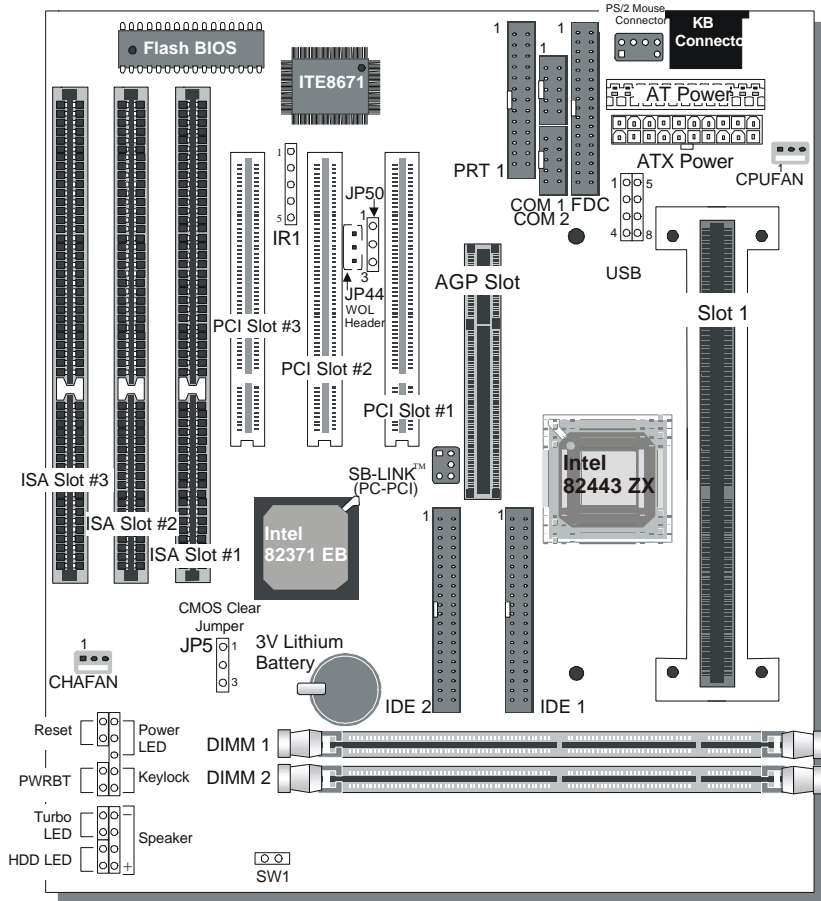 PS/2 Mouse
Connector
KB
Connecto
Flash BIOS
ITE8671
1
1
1
AT Power
ATX Power
1
CPUFAN
PRT 1
COM 1
COM 2
FDC
1
5
4
8
USB
1
5
IR1
JP50
1
3
JP44
WOL
Header
AGP Slot
Slot 1
PCI Slot #3
PCI Slot #2
PCI Slot #1
SB-LINK™
(PC-PCI)
Intel
82443 ZX
ISA Slot #3
ISA Slot #2
ISA Slot #1
Intel
82371 EB
1
1
CMOS Clear
Jumper
JP5
1
3
3V Lithium
Battery
1
CHAFAN
IDE 2
IDE 1
Reset
Power
LED
DIMM 1
PWRBT
Keylock
DIMM 2
Turbo
LED
−
Speaker
HDD LED
+
SW1